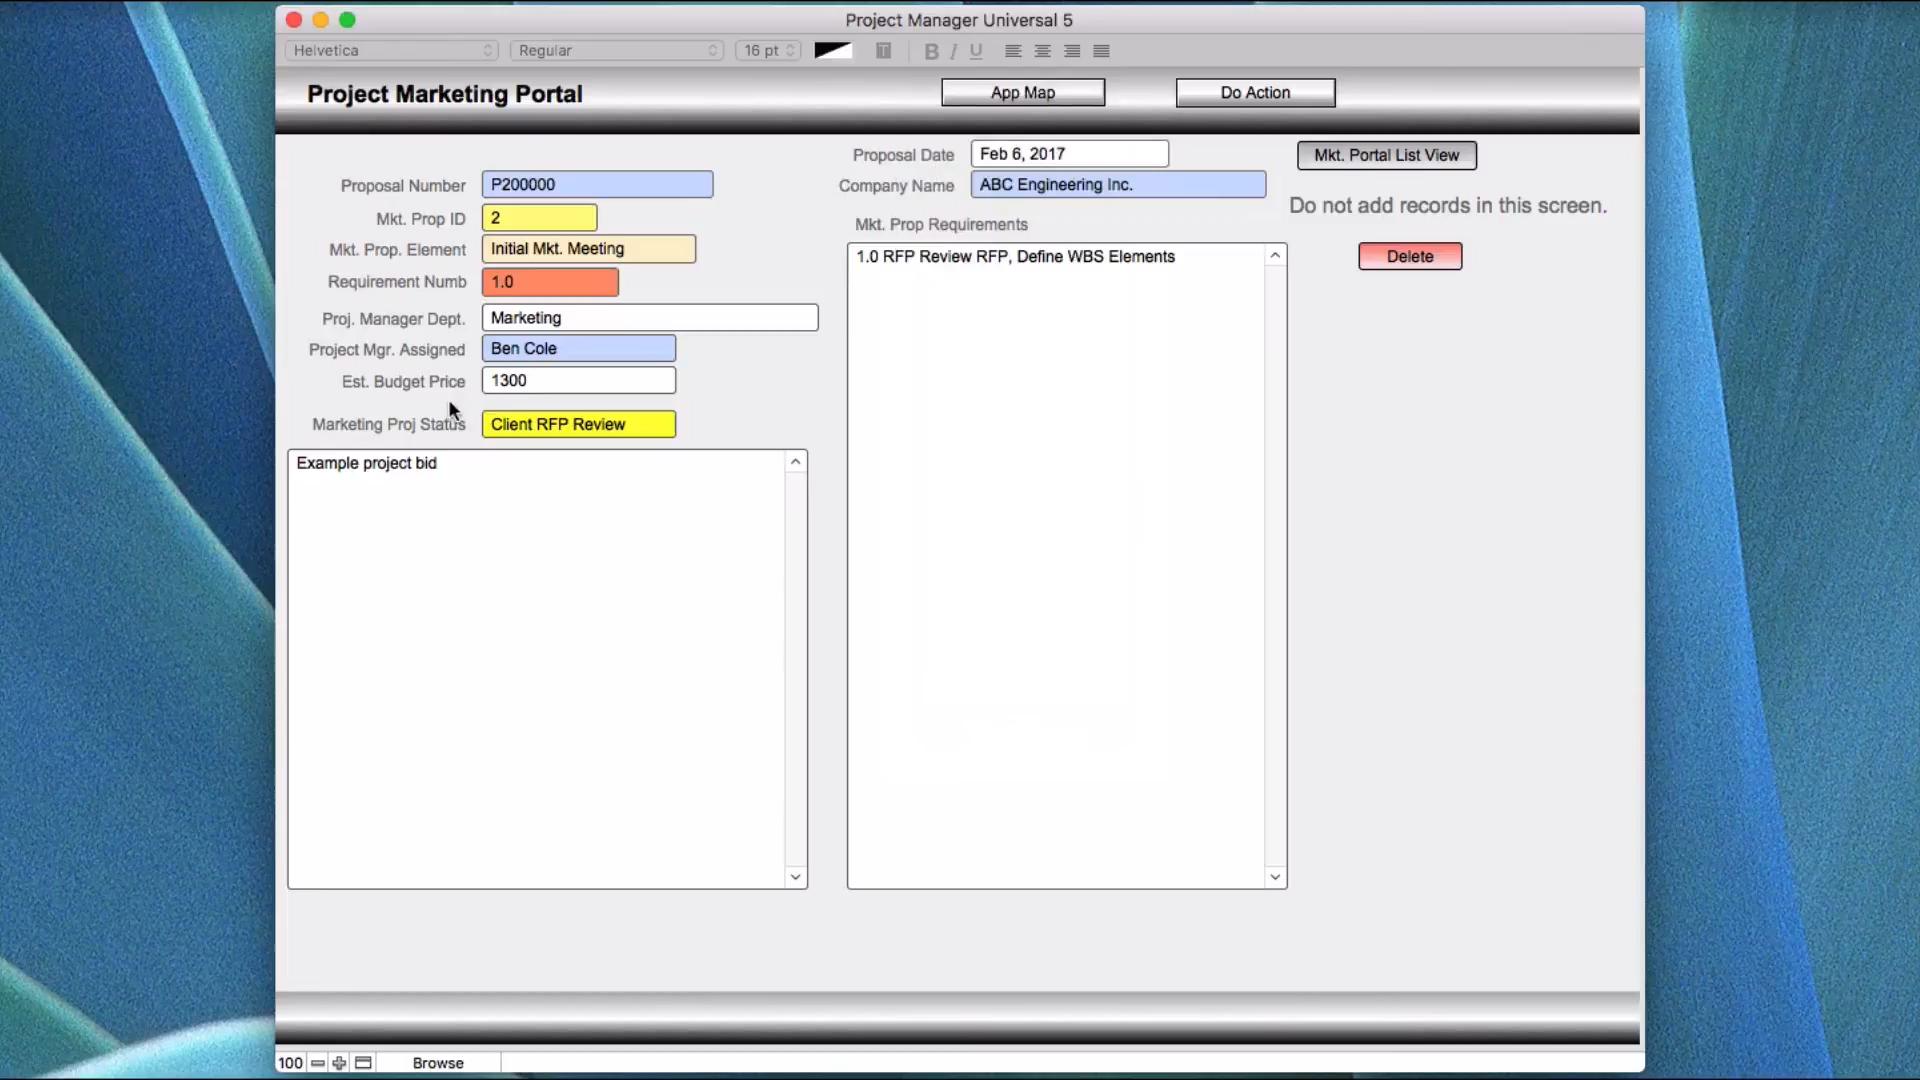 Project Manager Universal 5
Helvetica Regular 16 pt T B I U
Project Marketing Portal
App Map
Do Action
Proposal Date Feb 6, 2017
Mkt. Portal List View
Proposal Number P200000
Company Name ABC Engineering Inc.
Do not add records in this screen.
Mkt. Prop ID 2
Mkt. Prop Requirements
Mkt. Prop. Element Initial Mkt. Meeting
1.0 RFP Review RFP, Define WBS Elements
Delete
Requirement Numb 1.0
Proj. Manager Dept. Marketing
Project Mgr. Assigned Ben Cole
Est. Budget Price 1300
Marketing Proj Status Client RFP Review
Example project bid
100 Browse